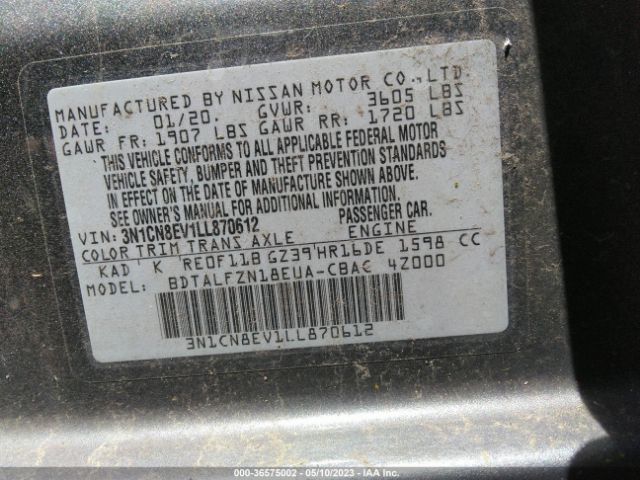 MANUFACTURED BY NISSAN MOTOR CO., LTD.
DATE: 01/20. GVWR: 3605 LBS
GAWR FR: 1907 LBS GAWR RR: 1720 LBS
THIS VEHICLE CONFORMS TO ALL APPLICABLE FEDERAL MOTOR
VEHICLE SAFETY, BUMPER AND THEFT PREVENTION STANDARDS
IN EFFECT ON THE DATE OF MANUFACTURE SHOWN ABOVE.
SEE OWNER'S MANUAL FOR ADDITIONAL INFORMATION.
VIN: 3N1CN8EV1LL870612 PASSENGER CAR.
COLOR TRIM TRANS AXLE ENGINE
KAD K RE0F11B GZ39 HR16DE 1598 CC
MODEL: BDTALFZN18EUA-CBAC 4Z000
3N1CN8EV1LL870612
000-36575002 — 05/10/2023 — IAA Inc.